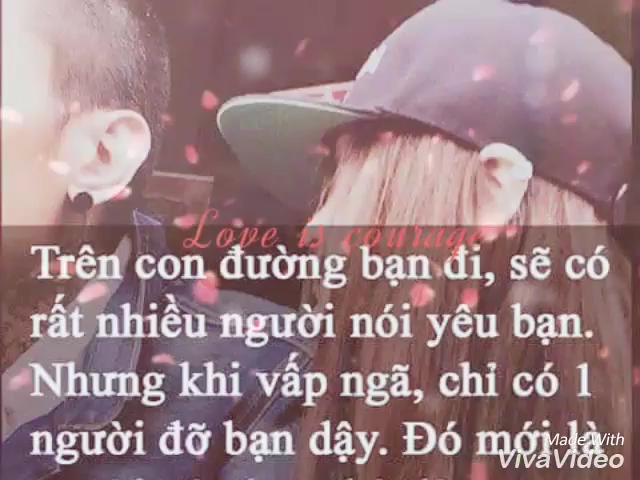 Love is courage
Trên con đường bạn đi, sẽ có
rất nhiều người nói yêu bạn.
Nhưng khi vấp ngã, chỉ có 1
người đỡ bạn dậy. Đó mới là
Made With
VivaVideo